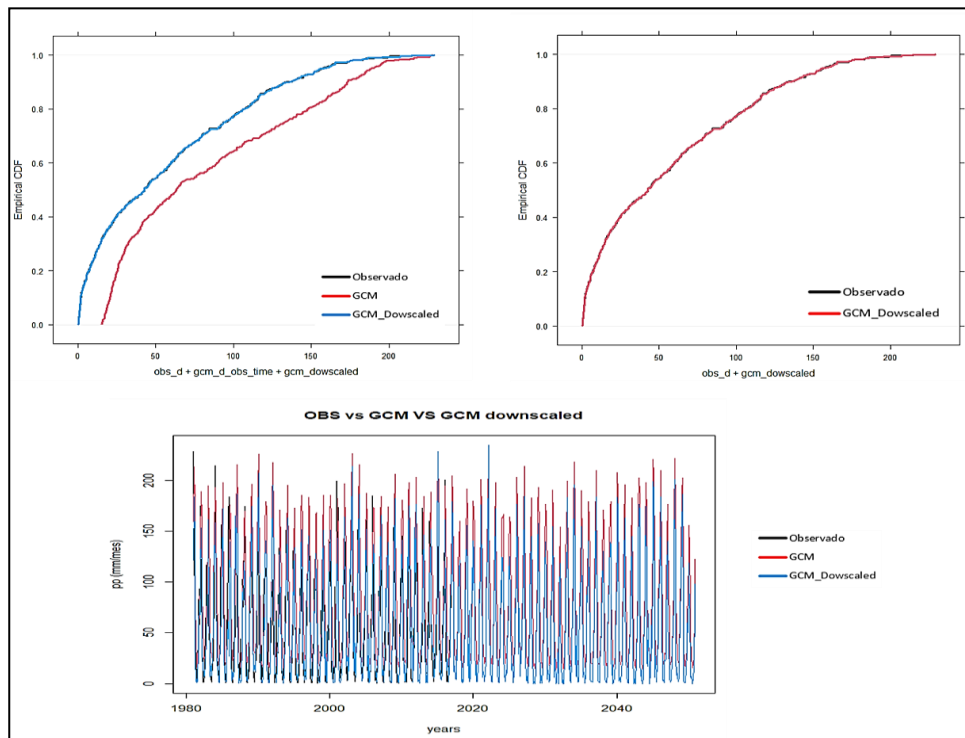 1.0
0.8
0.6
0.4
0.2
0.0
Empirical CDF
Observado
GCM
GCM_Dowscaled
0
50
100
150
200
obs_d + gcm_d_obs_time + gcm_dowscaled
1.0
0.8
0.6
0.4
0.2
0.0
Empirical CDF
Observado
GCM_Dowscaled
0
50
100
150
200
obs_d + gcm_dowscaled
OBS vs GCM VS GCM downscaled
200
150
100
50
0
pp (mm/mes)
Observado
GCM
GCM_Dowscaled
1980
2000
2020
2040
years